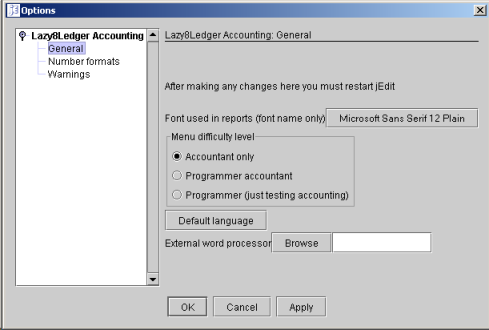 Options
Lazy8Ledger Accounting
General
Number formats
Warnings
Lazy8Ledger Accounting: General
After making any changes here you must restart jEdit
Font used in reports (font name only) Microsoft Sans Serif 12 Plain
Menu difficulty level
Accountant only
Programmer accountant
Programmer (just testing accounting)
Default language
External word processor Browse
OK Cancel Apply